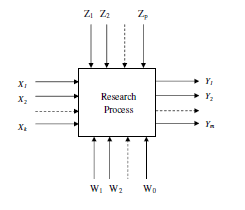 Z1 Z2 Zp
X1
X2
Xk
Research
Process
Y1
Y2
Ym
W1 W2 W0